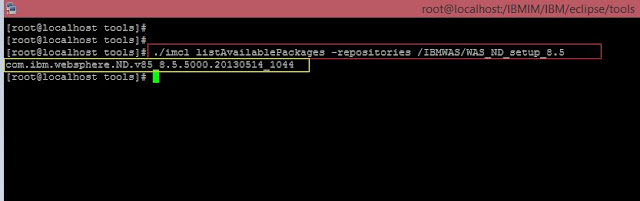 root@localhost:/IBMIM/IBM/eclipse/tools
[root@localhost tools]#
[root@localhost tools]#
[root@localhost tools]# ./imcl listAvailablePackages -repositories /IBMWAS/WAS_ND_setup_8.5
com.ibm.websphere.ND.v85_8.5.5000.20130514_1044
[root@localhost tools]#